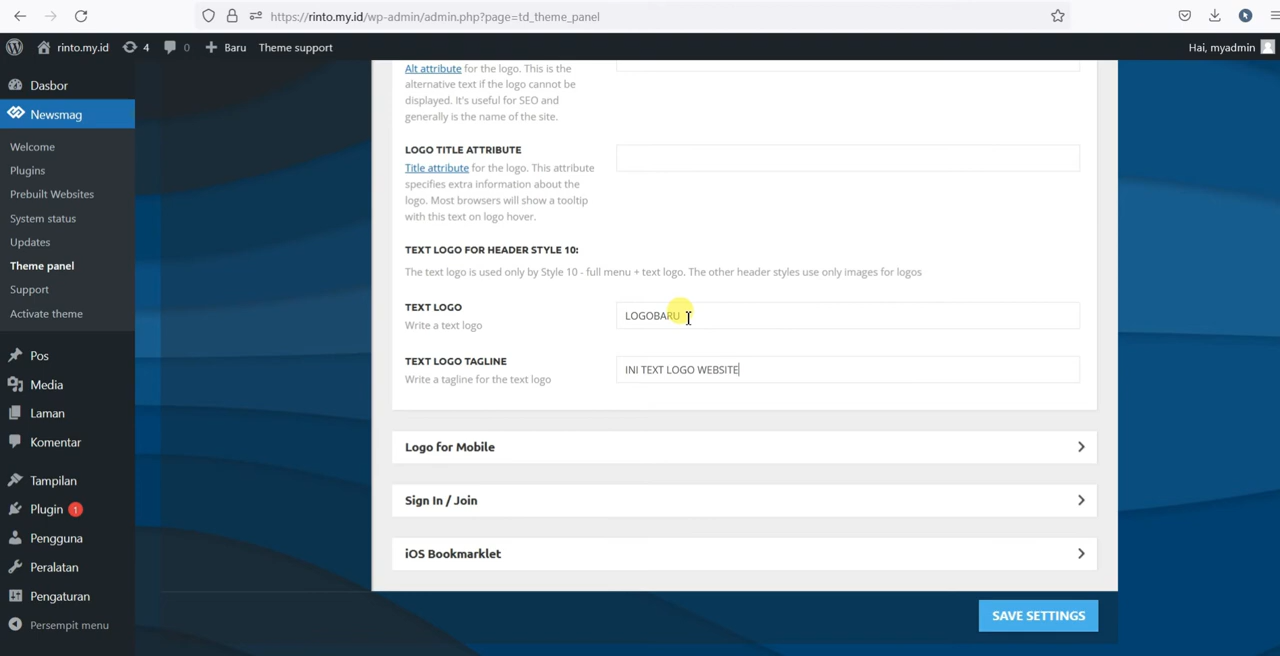 https://rinto.my.id/wp-admin/admin.php?page=td_theme_panel
rinto.my.id
4
0
Baru
Theme support
Hai, myadmin
Dasbor
Newsmag
Welcome
Plugins
Prebuilt Websites
System status
Updates
Theme panel
Support
Activate theme
Pos
Media
Laman
Komentar
Tampilan
Plugin 1
Pengguna
Peralatan
Pengaturan
Persempit menu
Alt attribute for the logo. This is the
alternative text if the logo cannot be
displayed. It's useful for SEO and
generally is the name of the site.
LOGO TITLE ATTRIBUTE
Title attribute for the logo. This attribute
specifies extra information about the
logo. Most browsers will show a tooltip
with this text on logo hover.
TEXT LOGO FOR HEADER STYLE 10:
The text logo is used only by Style 10 - full menu + text logo. The other header styles use only images for logos
TEXT LOGO
Write a text logo
LOGOBARU
TEXT LOGO TAGLINE
Write a tagline for the text logo
INI TEXT LOGO WEBSITE
Logo for Mobile
Sign In / Join
iOS Bookmarklet
SAVE SETTINGS